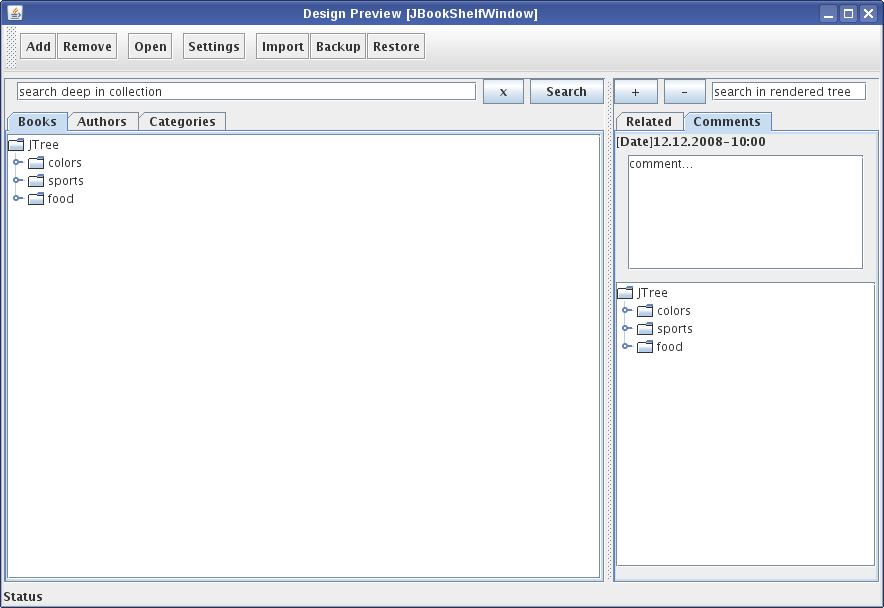 Design Preview [JBookShelfWindow]
Add Remove Open Settings Import Backup Restore
search deep in collection x Search + - search in rendered tree
Books Authors Categories Related Comments
JTree
colors
sports
food
[Date]12.12.2008-10:00
comment...
JTree
colors
sports
food
Status